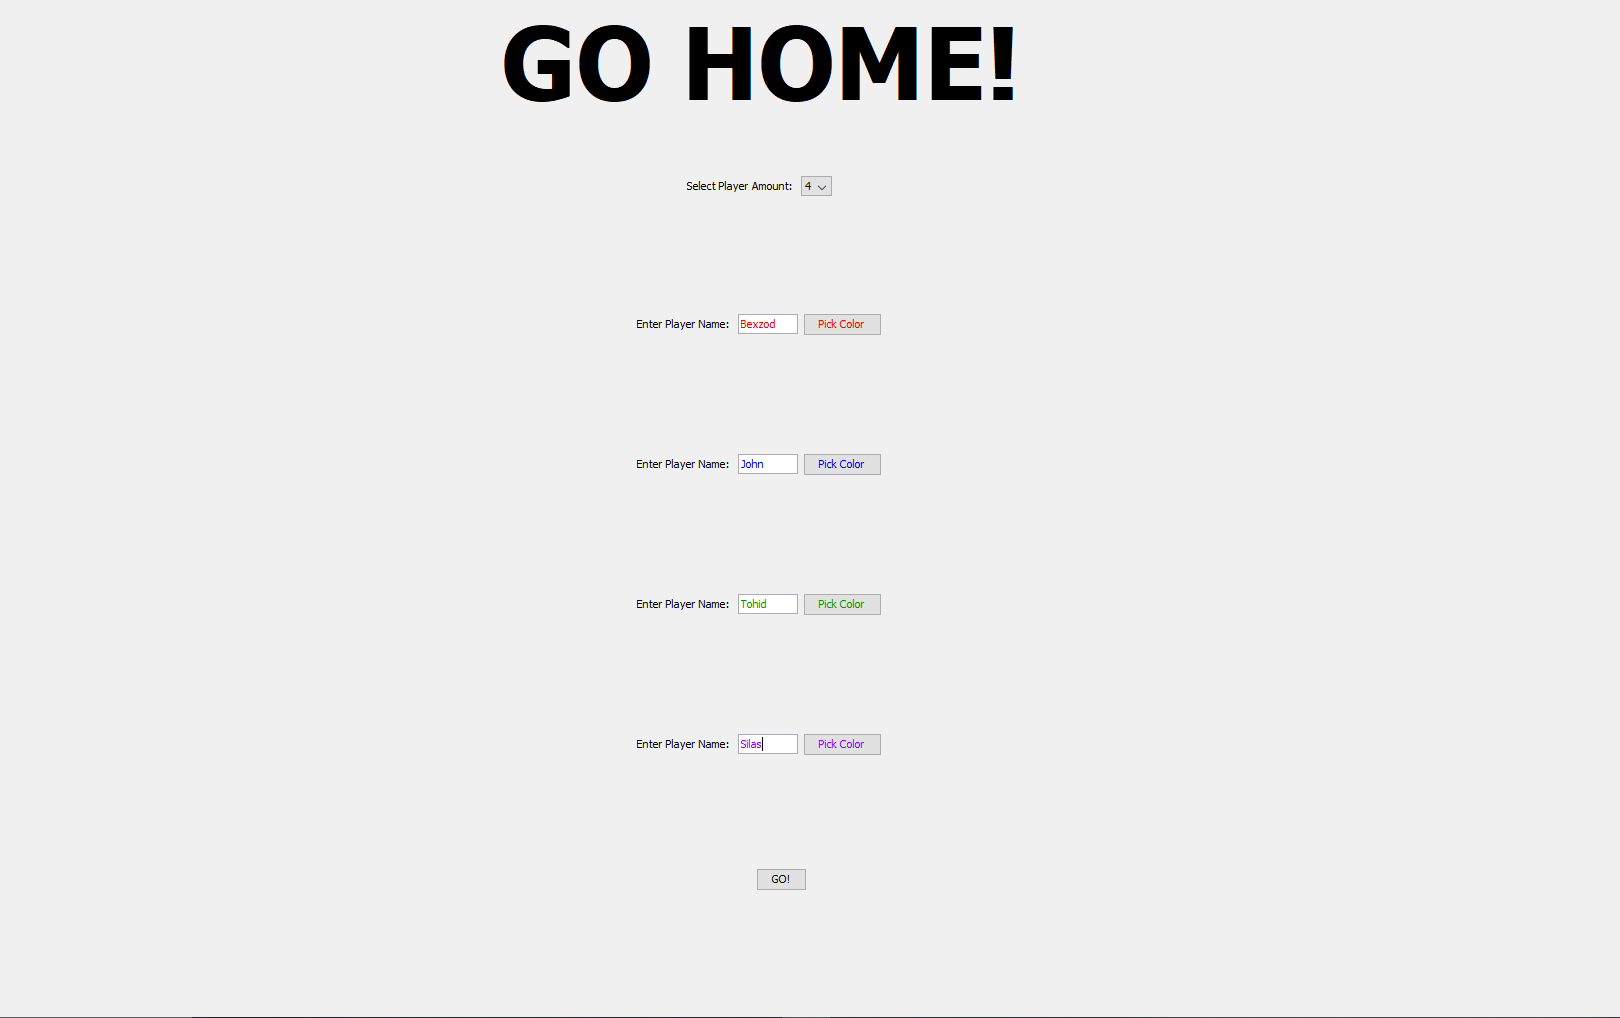 GO HOME!
Select Player Amount: 4
Enter Player Name: Bexzod Pick Color
Enter Player Name: John Pick Color
Enter Player Name: Tohid Pick Color
Enter Player Name: Silas Pick Color
GO!